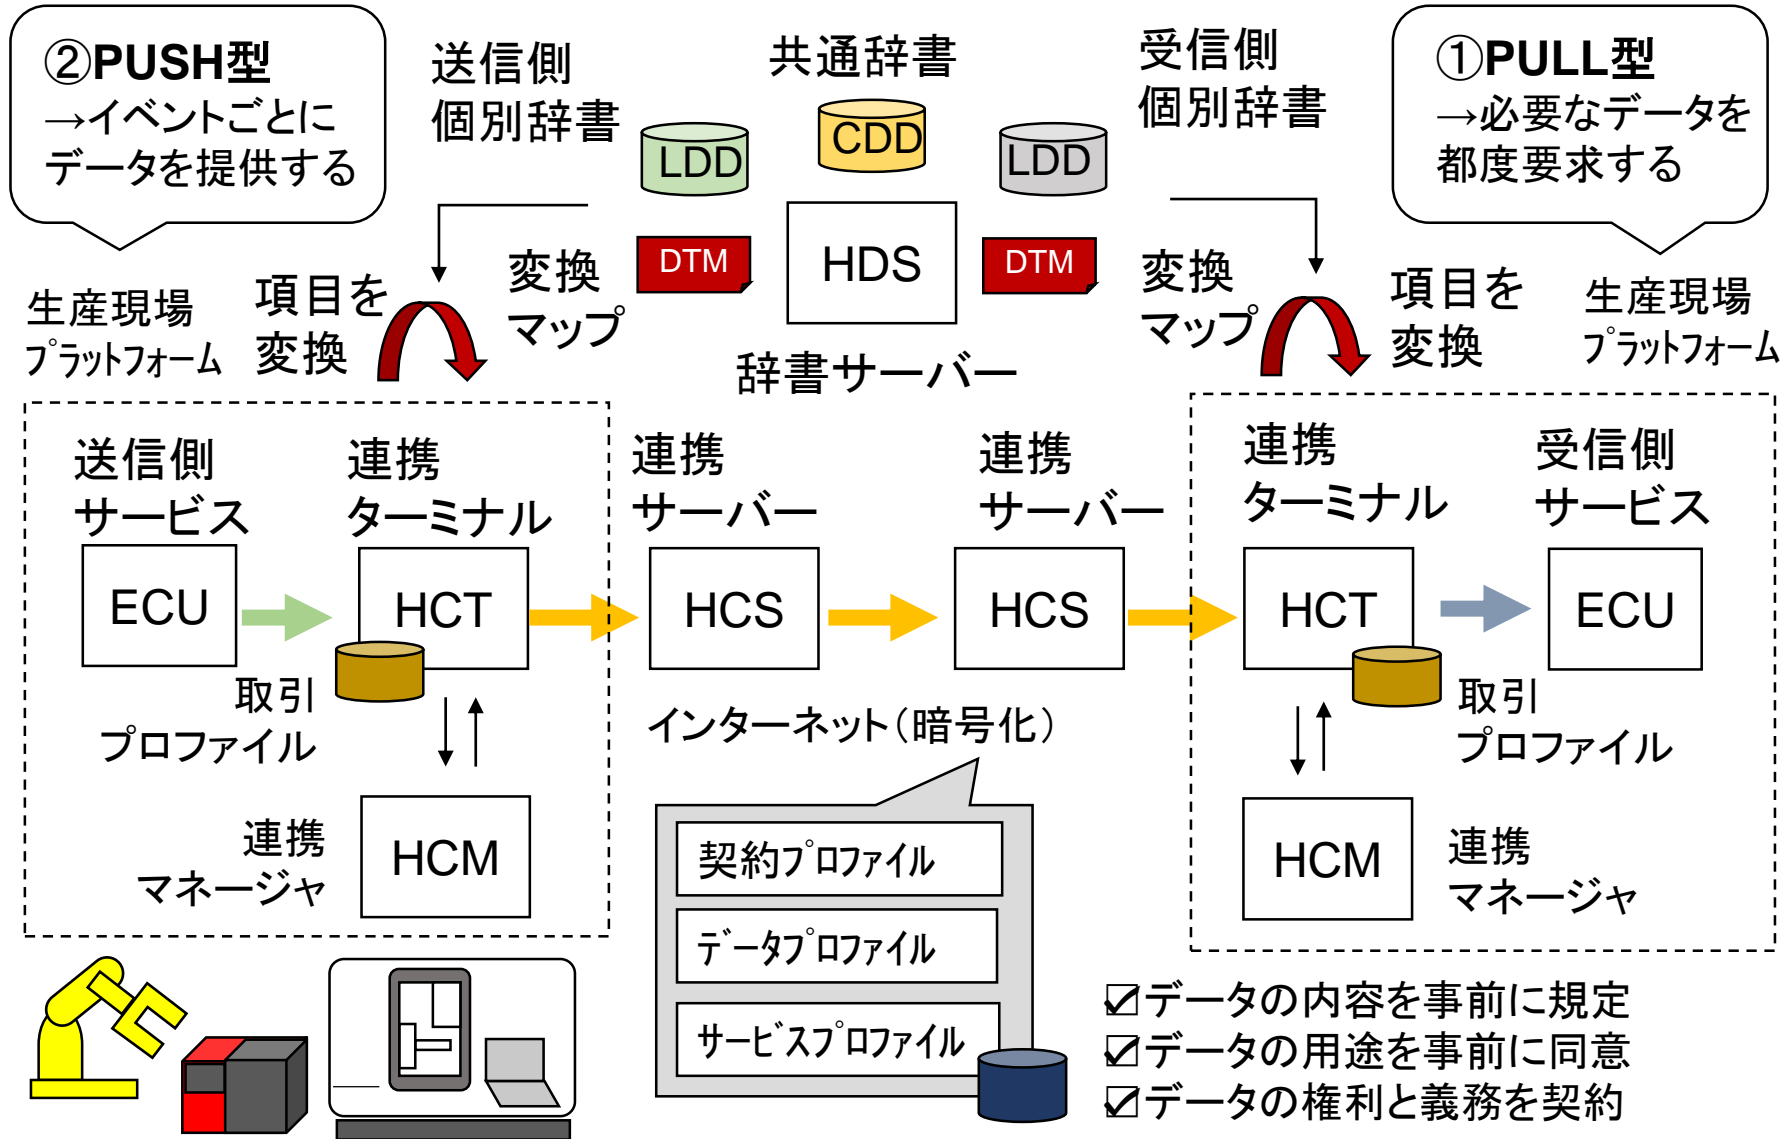 ②PUSH型
→イベントごとに
データを提供する
送信側
個別辞書
共通辞書
受信側
個別辞書
①PULL型
→必要なデータを
都度要求する
LDD
CDD
LDD
DTM
HDS
DTM
変換
マップ
変換
マップ
項目を
変換
項目を
変換
生産現場
プラットフォーム
生産現場
プラットフォーム
辞書サーバー
送信側
サービス
連携
ターミナル
連携
サーバー
連携
サーバー
連携
ターミナル
受信側
サービス
ECU
HCT
HCS
HCS
HCT
ECU
取引
プロファイル
インターネット（暗号化）
取引
プロファイル
連携
マネージャ
HCM
HCM
連携
マネージャ
契約プロファイル
データプロファイル
サービスプロファイル
☑データの内容を事前に規定
☑データの用途を事前に同意
☑データの権利と義務を契約